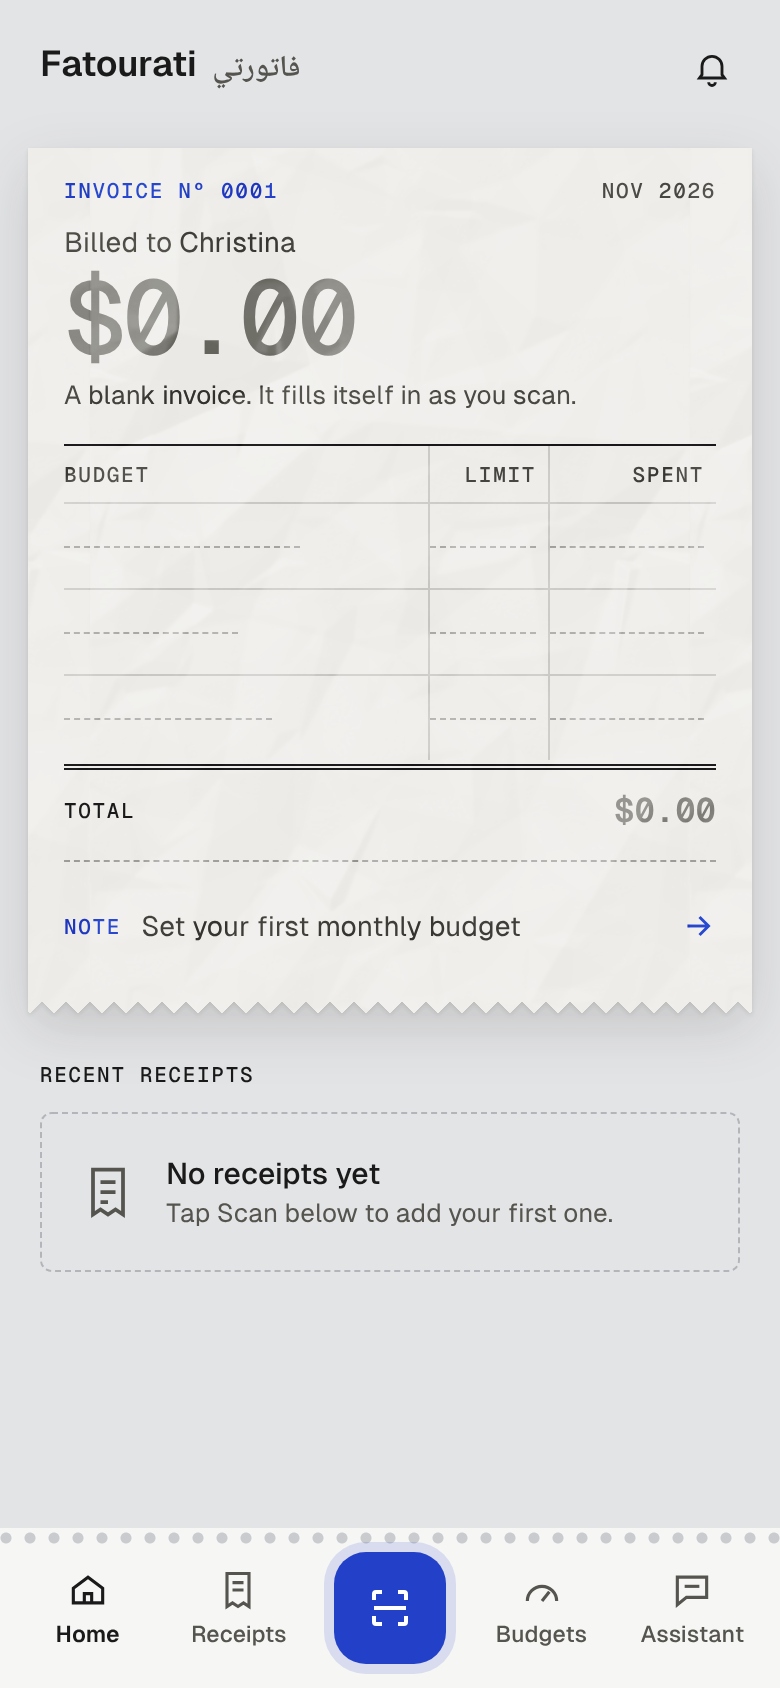 Fatourati فاتورتي
INVOICE N° 0001 NOV 2026
Billed to Christina
$0.00
A blank invoice. It fills itself in as you scan.
BUDGET LIMIT SPENT
TOTAL $0.00
NOTE Set your first monthly budget
RECENT RECEIPTS
No receipts yet
Tap Scan below to add your first one.
Home Receipts Budgets Assistant